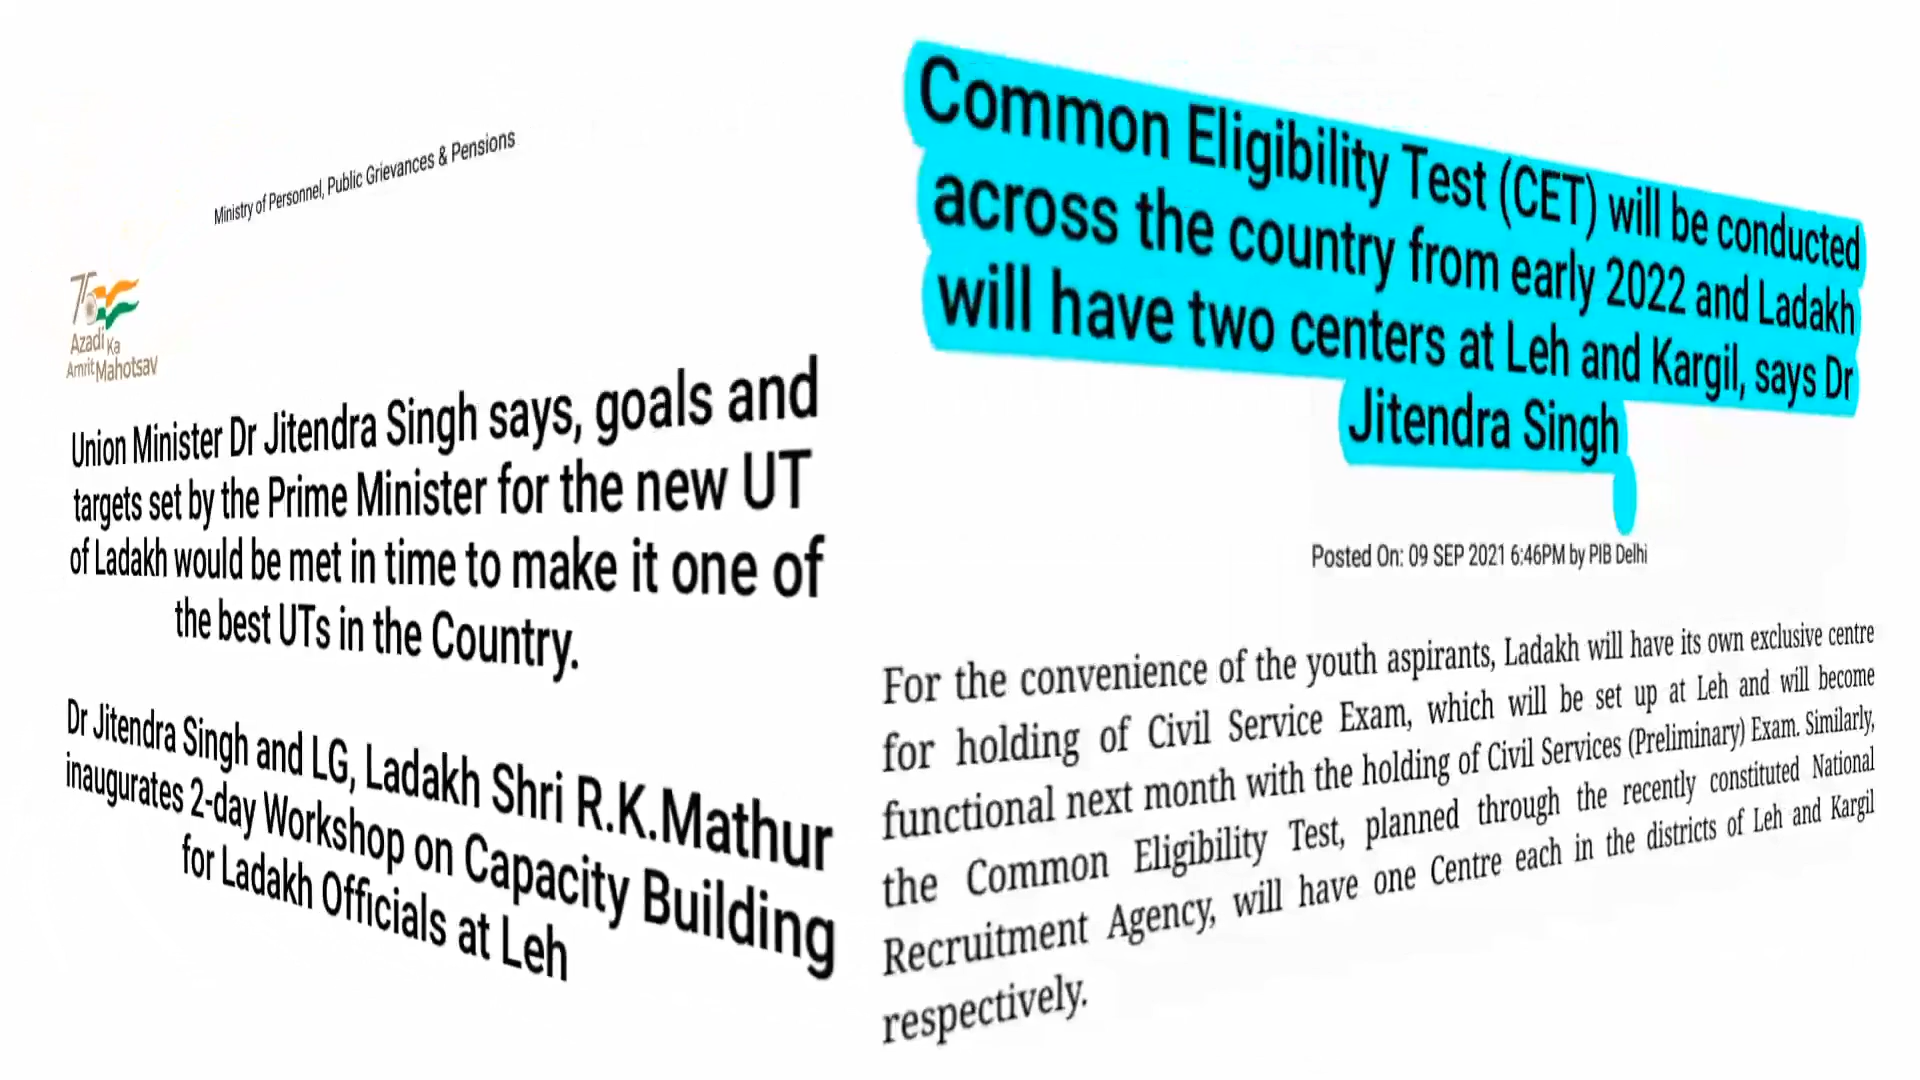 Ministry of Personnel, Public Grievances & Pensions
75
Azadi Ka
Amrit Mahotsav
Union Minister Dr Jitendra Singh says, goals and
targets set by the Prime Minister for the new UT
of Ladakh would be met in time to make it one of
the best UTs in the Country.
Dr Jitendra Singh and LG, Ladakh Shri R.K.Mathur
inaugurates 2-day Workshop on Capacity Building
for Ladakh Officials at Leh
Common Eligibility Test (CET) will be conducted
across the country from early 2022 and Ladakh
will have two centers at Leh and Kargil, says Dr
Jitendra Singh
Posted On: 09 SEP 2021 6:46PM by PIB Delhi
For the convenience of the youth aspirants, Ladakh will have its own exclusive centre
for holding of Civil Service Exam, which will be set up at Leh and will become
functional next month with the holding of Civil Services (Preliminary) Exam. Similarly,
the Common Eligibility Test, planned through the recently constituted National
Recruitment Agency, will have one Centre each in the districts of Leh and Kargil
respectively.